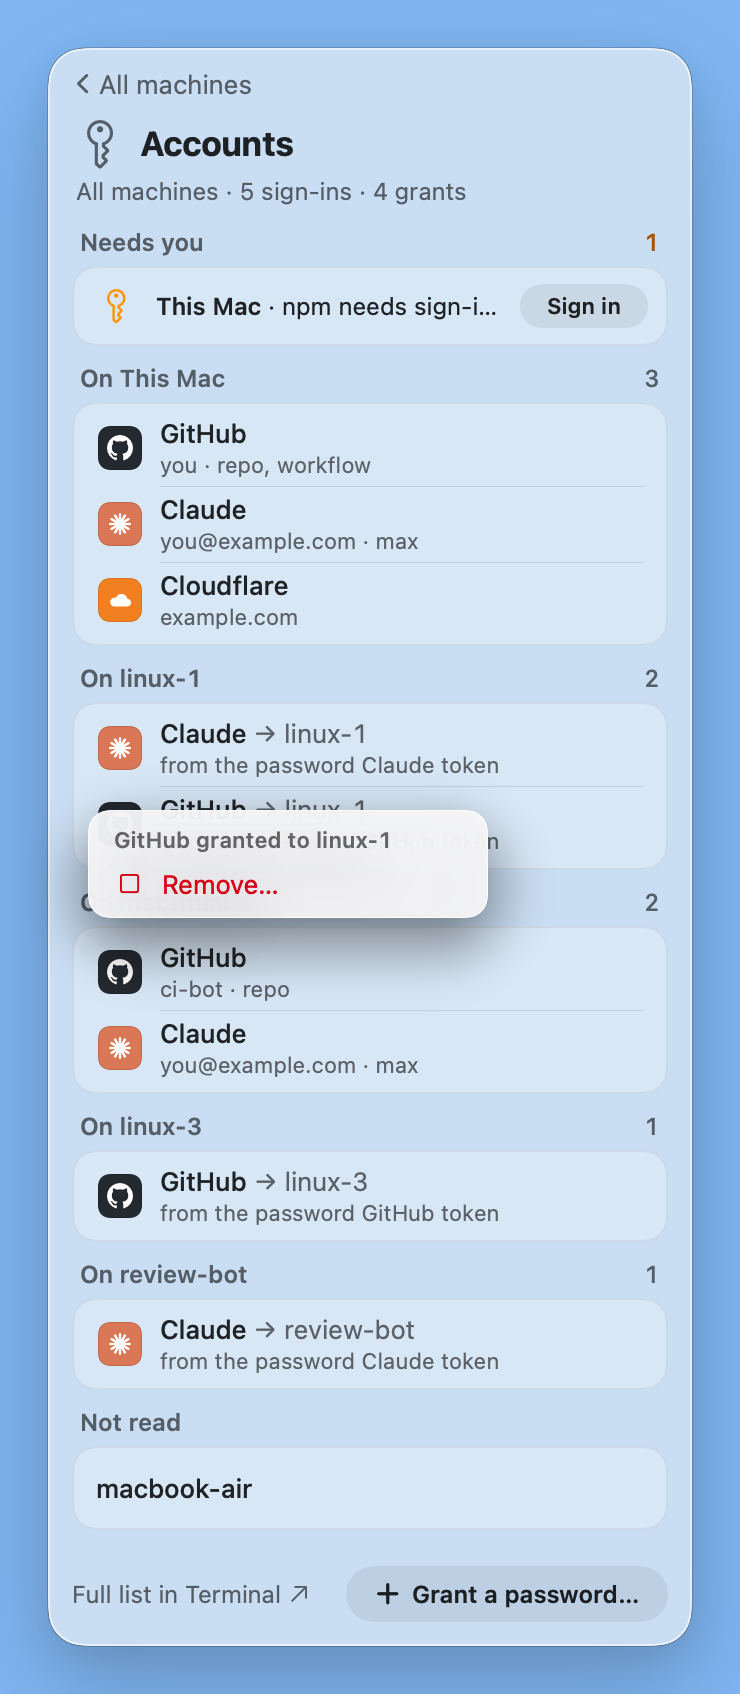 All machines
Accounts
All machines · 5 sign-ins · 4 grants
Needs you 1
This Mac · npm needs sign-i... Sign in
On This Mac 3
GitHub
you · repo, workflow
Claude
you@example.com · max
Cloudflare
example.com
On linux-1 2
Claude → linux-1
from the password Claude token
GitHub → linux-1
GitHub granted to linux-1
Remove...
2
GitHub
ci-bot · repo
Claude
you@example.com · max
On linux-3 1
GitHub → linux-3
from the password GitHub token
On review-bot 1
Claude → review-bot
from the password Claude token
Not read
macbook-air
Full list in Terminal ↗ + Grant a password...